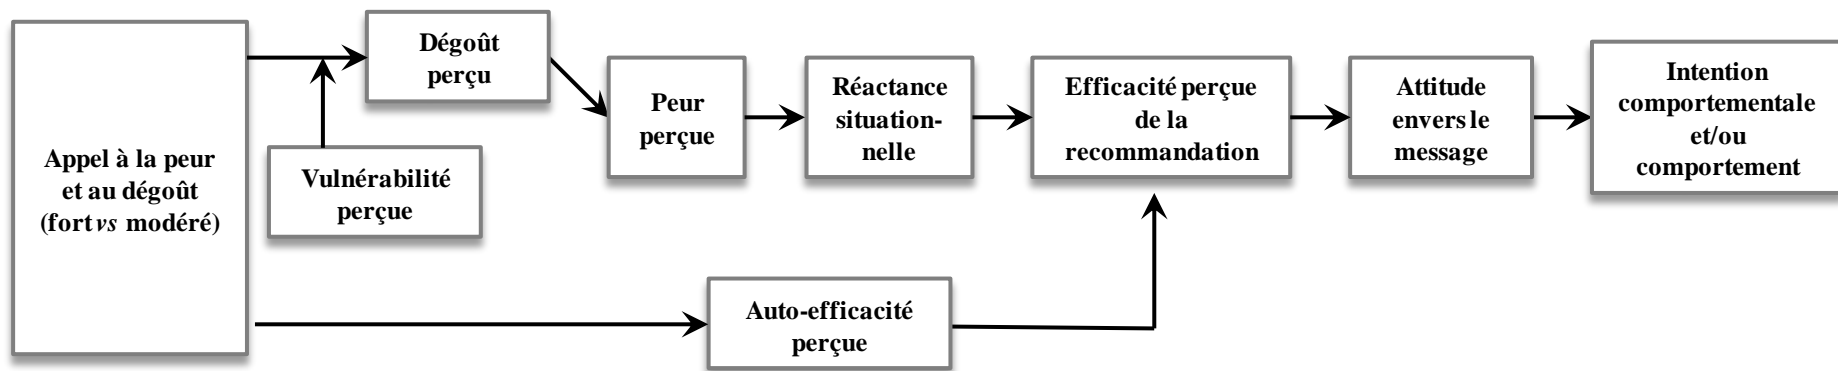 Appel à la peur
et au dégoût
(fort vs modéré)
Vulnérabilité
perçue
Dégoût
perçu
Peur
perçue
Réactance
situation-
nelle
Efficacité perçue
de la
recommandation
Attitude
envers le
message
Intention
comportementale
et/ou
comportement
Auto-efficacité
perçue